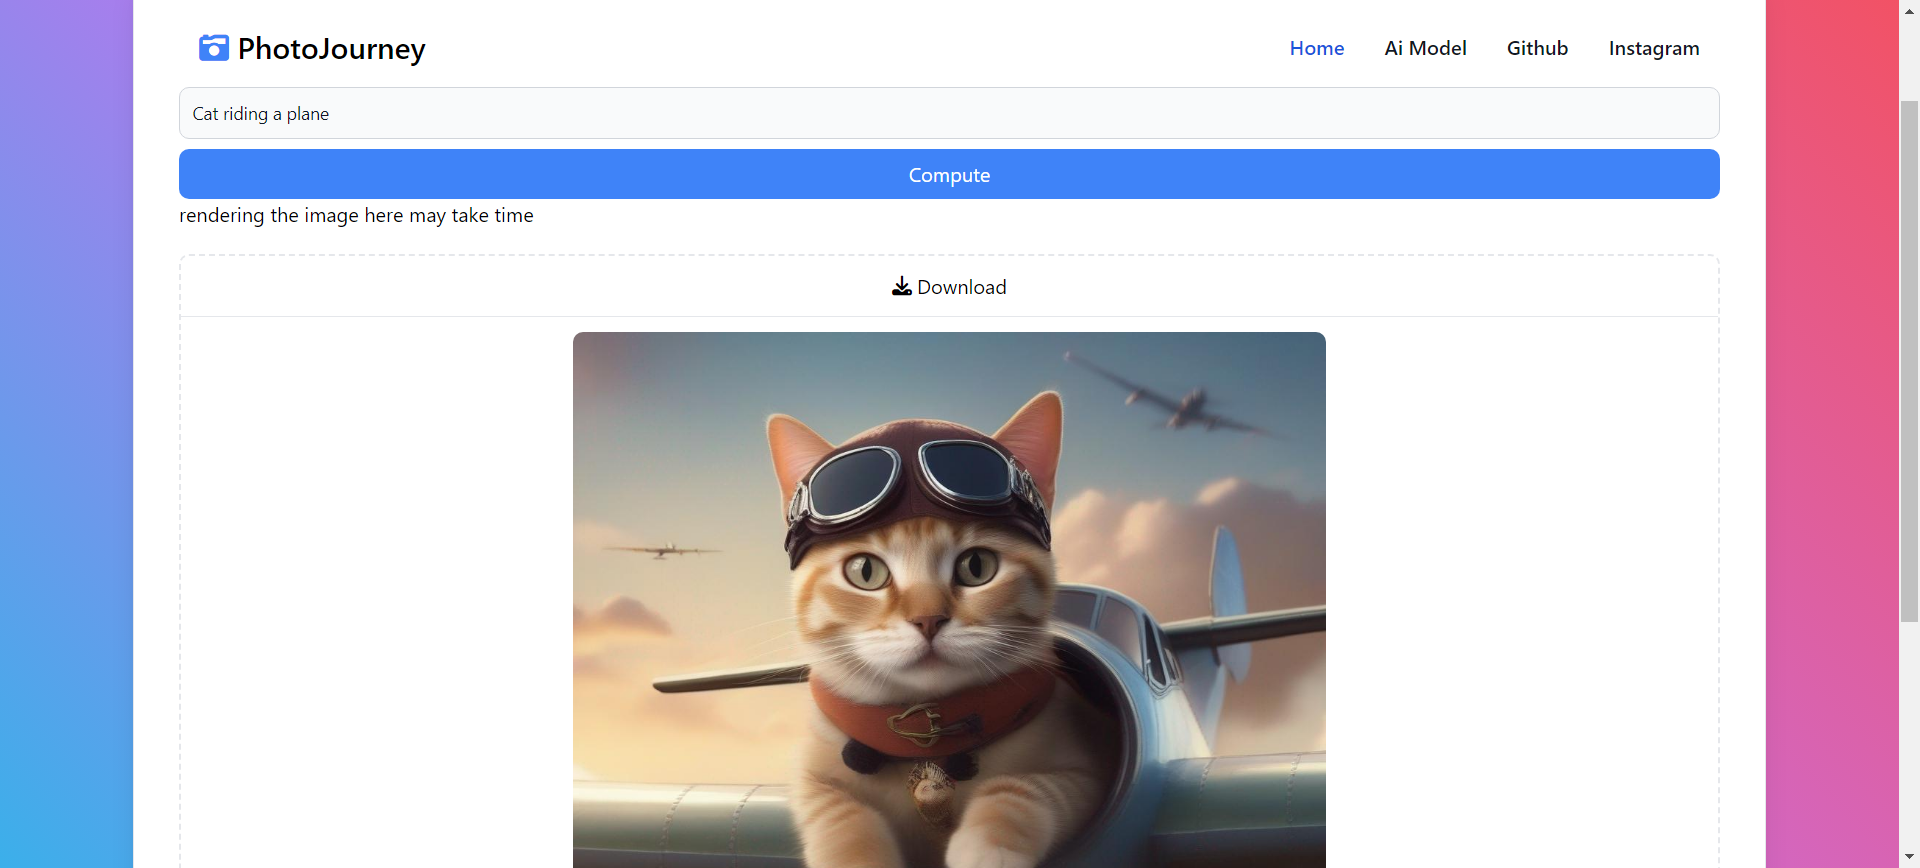 PhotoJourney
Home Ai Model Github Instagram
Cat riding a plane
Compute
rendering the image here may take time
Download